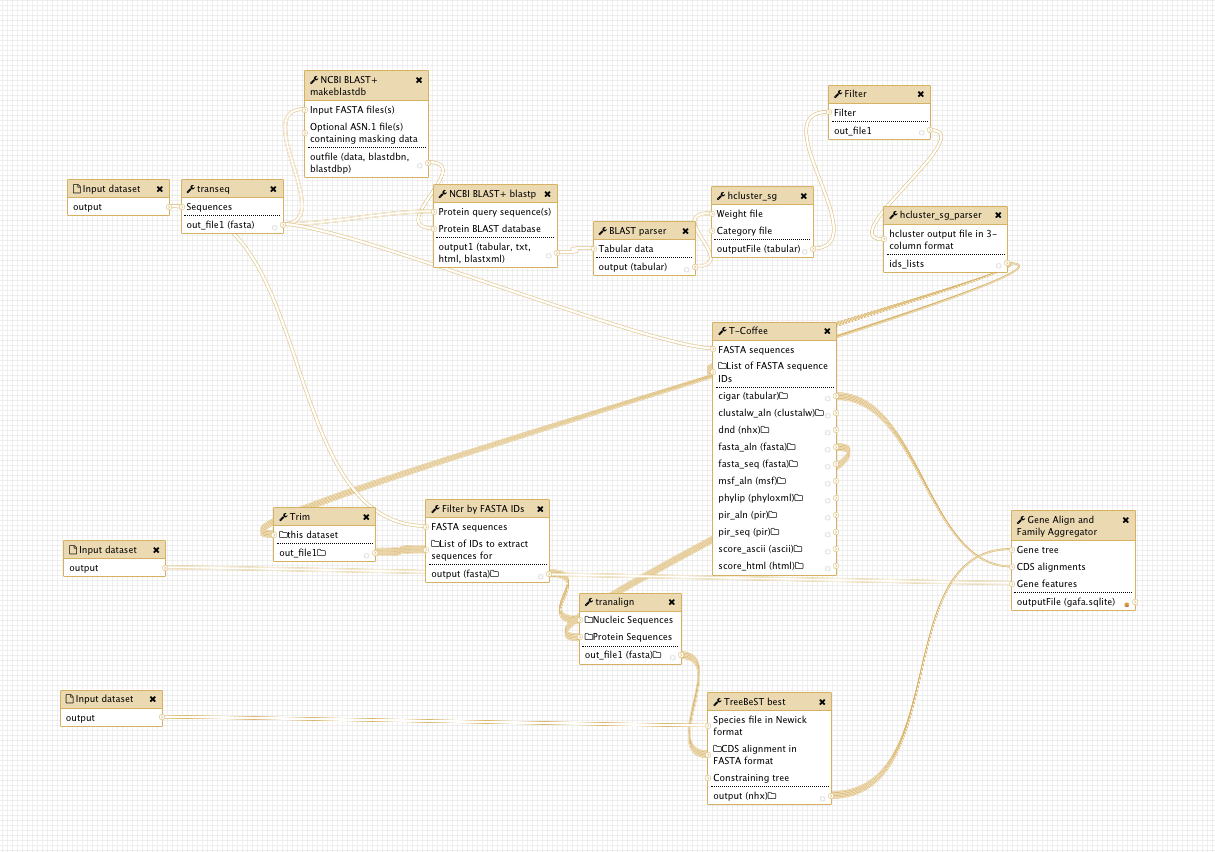 NCBI BLAST+
makeblastdb
Input FASTA files(s)
Optional ASN.1 file(s)
containing masking data
outfile (data, blastdbn,
blastdbp)
Filter
Filter
out_file1
Input dataset
output
transeq
Sequences
out_file1 (fasta)
NCBI BLAST+ blastp
Protein query sequence(s)
Protein BLAST database
output1 (tabular, txt,
html, blastxml)
BLAST parser
Tabular data
output (tabular)
hcluster_sg
Weight file
Category file
outputFile (tabular)
hcluster_sg_parser
hcluster output file in 3-
column format
ids_lists
T-Coffee
FASTA sequences
List of FASTA sequence
IDs
cigar (tabular)
clustalw_aln (clustalw)
dnd (nhx)
fasta_aln (fasta)
fasta_seq (fasta)
msf_aln (msf)
phylip (phyloxml)
pir_aln (pir)
pir_seq (pir)
score_ascii (ascii)
score_html (html)
Trim
this dataset
out_file1
Filter by FASTA IDs
FASTA sequences
List of IDs to extract
sequences for
output (fasta)
Input dataset
output
Gene Align and
Family Aggregator
Gene tree
CDS alignments
Gene features
outputFile (gafa.sqlite)
tranalign
Nucleic Sequences
Protein Sequences
out_file1 (fasta)
Input dataset
output
TreeBeST best
Species file in Newick
format
CDS alignment in
FASTA format
Constraining tree
output (nhx)